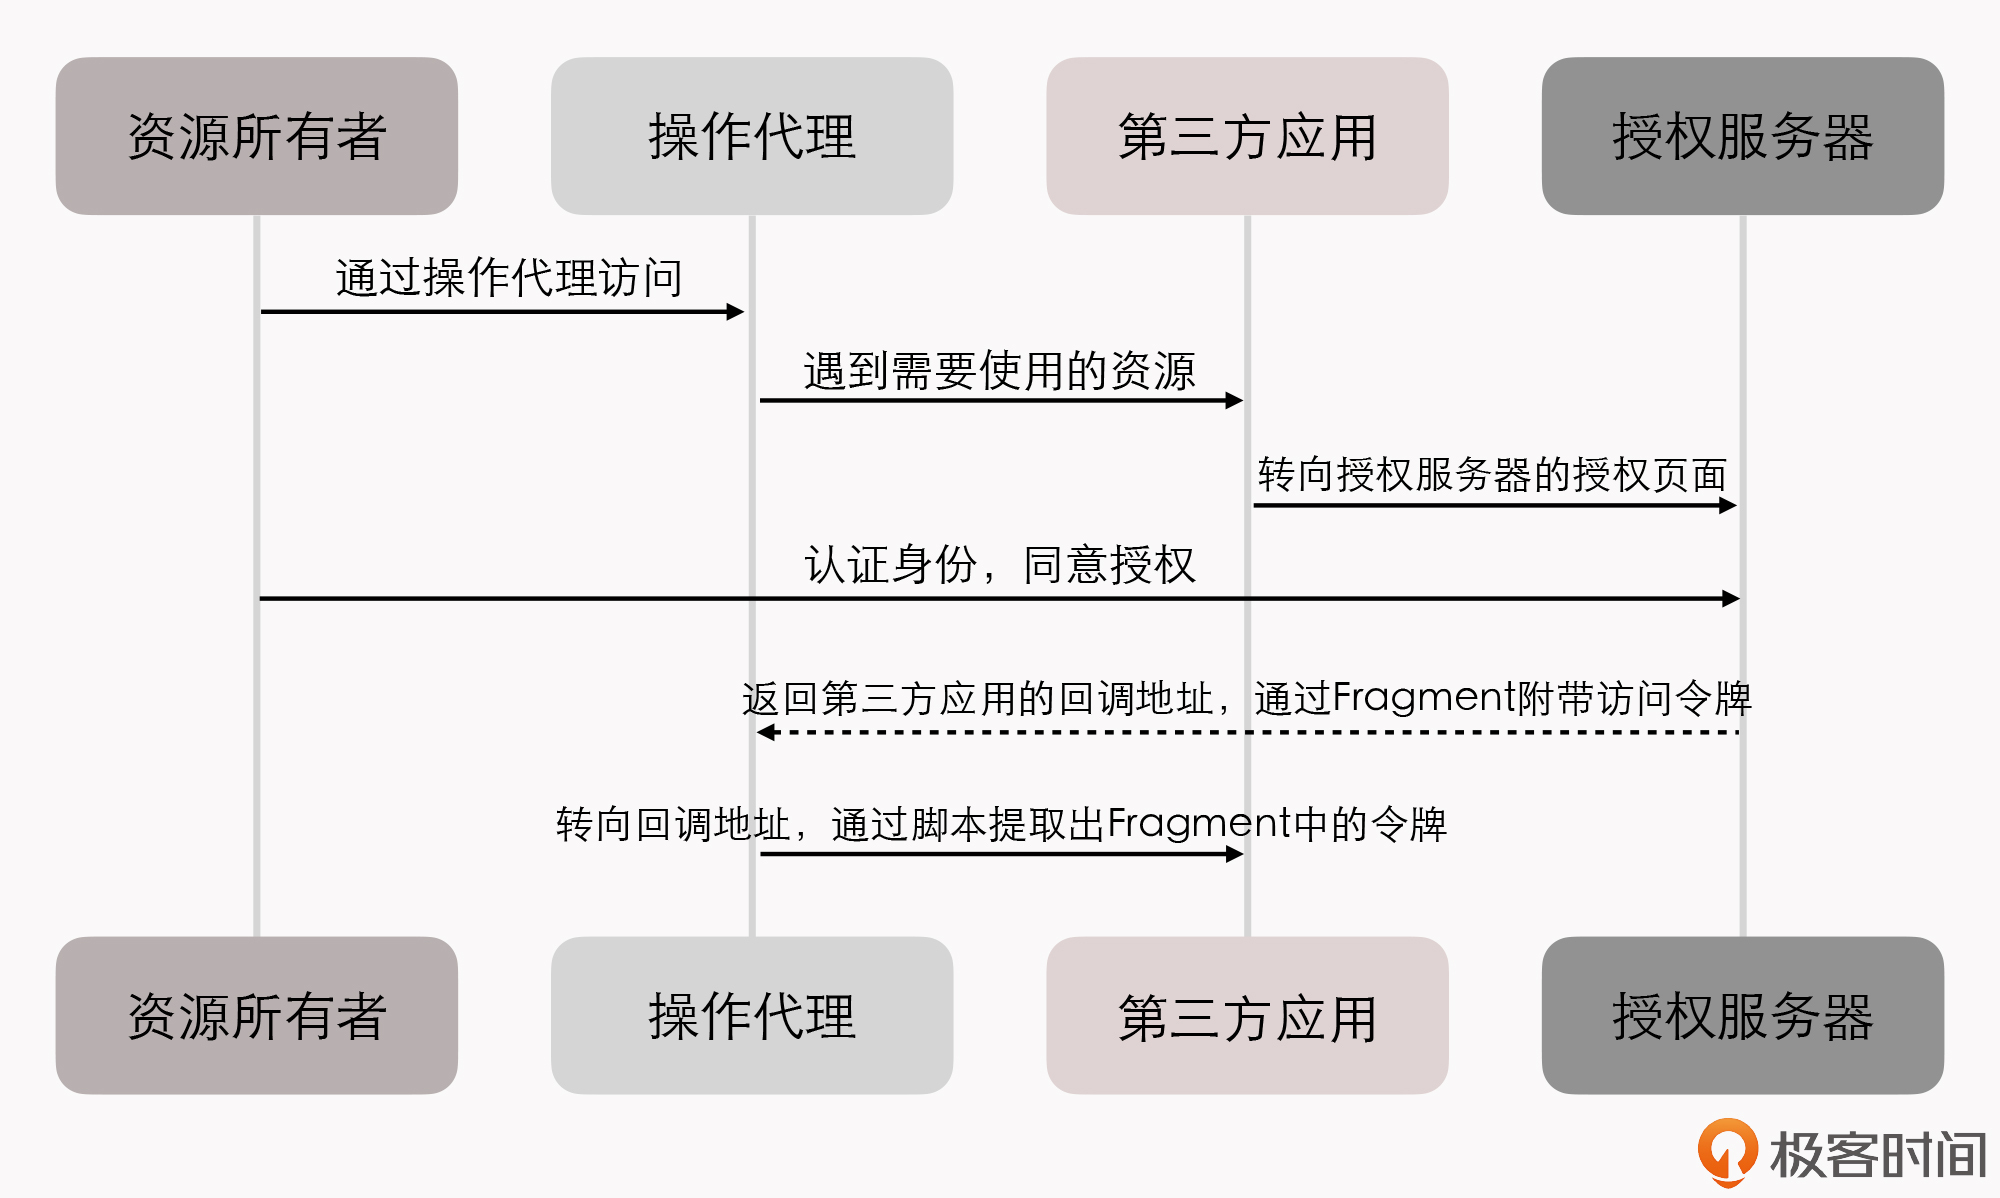 资源所有者
操作代理
第三方应用
授权服务器
通过操作代理访问
遇到需要使用的资源
转向授权服务器的授权页面
认证身份，同意授权
返回第三方应用的回调地址，通过Fragment附带访问令牌
转向回调地址，通过脚本提取出Fragment中的令牌
资源所有者
操作代理
第三方应用
授权服务器
极客时间